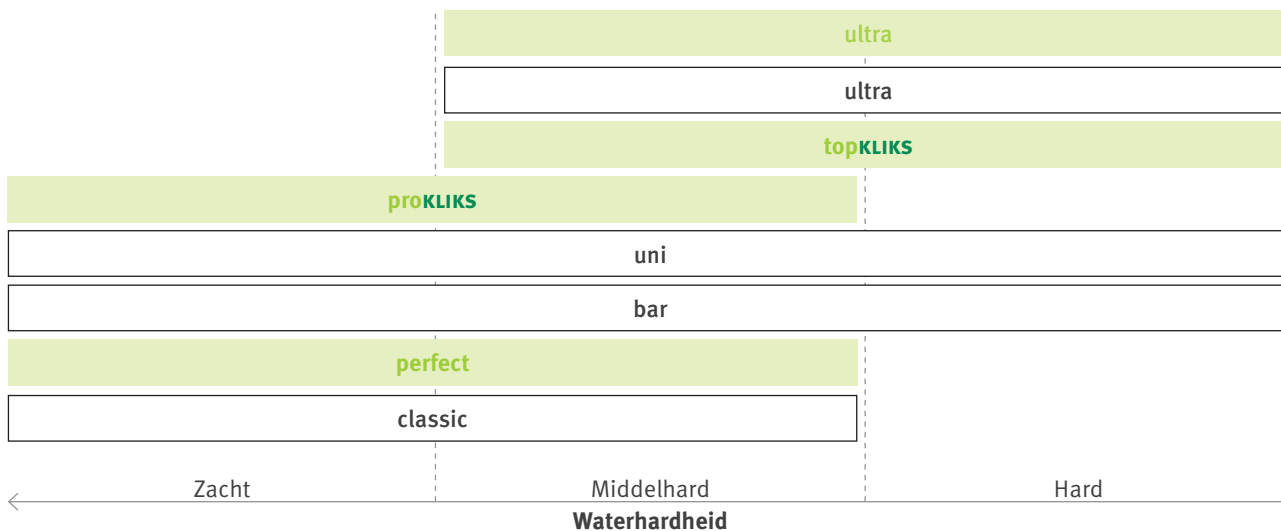 ultra
ultra
topKLIKS
proKLIKS
uni
bar
perfect
classic
Zacht Middelhard Hard
Waterhardheid